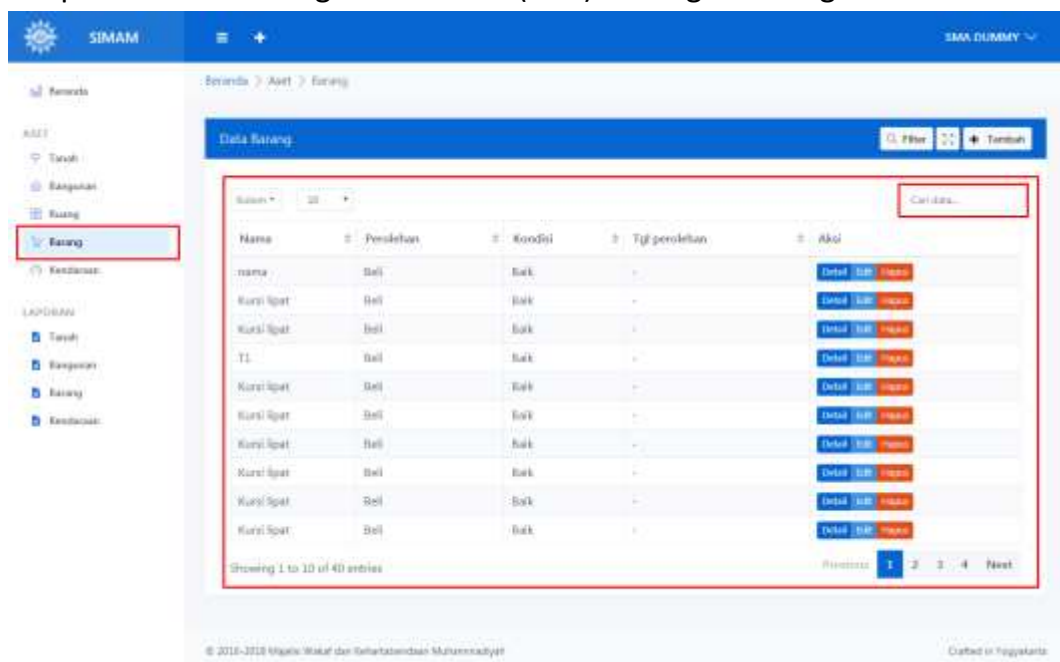 SIMAM
SMA DUMMY
Beranda
Beranda > Aset > Barang
ASET
Tanah
Bangunan
Ruang
Barang
Kendaraan
LAPORAN
Tanah
Bangunan
Barang
Kendaraan
Data Barang
Filter
Tambah
Kolom 10
Cari data...
Nama Perolehan Kondisi Tgl perolehan Aksi
nama Beli Baik - Detail Edit Hapus
Kursi lipat Beli Baik - Detail Edit Hapus
Kursi lipat Beli Baik - Detail Edit Hapus
T1 Beli Baik - Detail Edit Hapus
Kursi lipat Beli Baik - Detail Edit Hapus
Kursi lipat Beli Baik - Detail Edit Hapus
Kursi lipat Beli Baik - Detail Edit Hapus
Kursi lipat Beli Baik - Detail Edit Hapus
Kursi lipat Beli Baik - Detail Edit Hapus
Kursi lipat Beli Baik - Detail Edit Hapus
Showing 1 to 10 of 40 entries
Previous 1 2 3 4 Next
© 2016-2018 Majelis Wakaf dan Kehartabendaan Muhammadiyah
Crafted in Yogyakarta